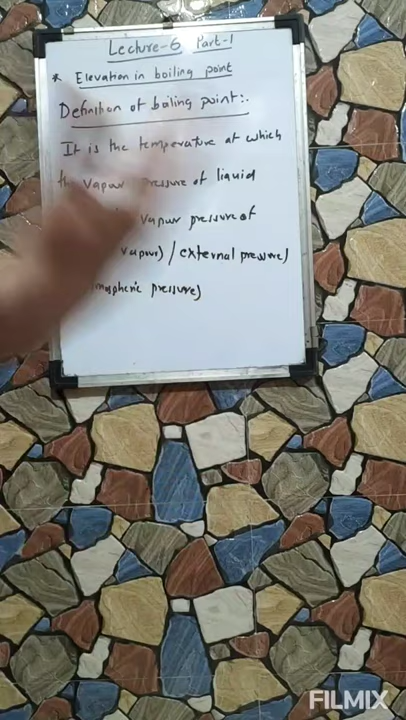 Lecture-6 Part-1
* Elevation in boiling point
Definition of boiling point:-
It is the temperature at which
the vapour pressure of liquid
vapour pressure of
vapour) / external pressure)
pressure)
FILMIX